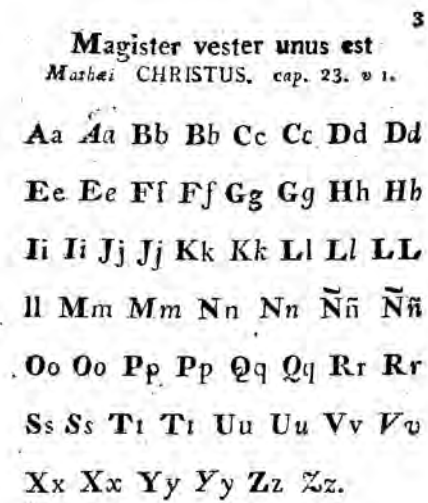 3
Magister vester unus est
Mathæi CHRISTUS. cap. 23. v 1.
Aa Aa Bb Bb Cc Cc Dd Dd
Ee Ee Ff Ff Gg Gg Hh Hh
Ii Ii Jj Jj Kk Kk Ll Ll LL
ll Mm Mm Nn Nn Ññ Ññ
Oo Oo Pp Pp Qq Qq Rr Rr
Ss Ss Tt Tt Uu Uu Vv Vv
Xx Xx Yy Yy Zz Zz.